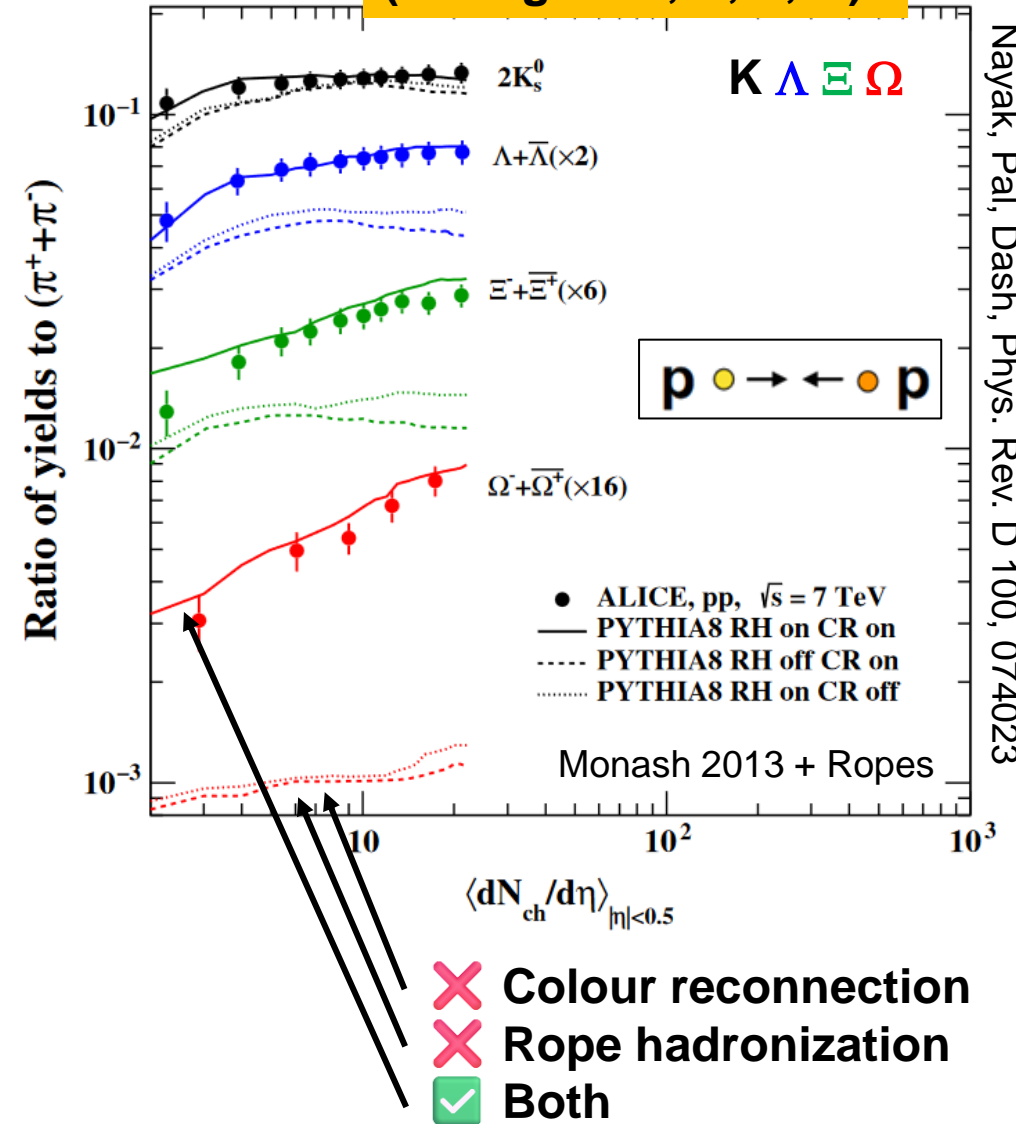 K Λ Ξ Ω
2K⁰ₛ
Λ+Λ̅(×2)
Ξ⁻+Ξ̅⁺(×6)
p p
Ω⁻+Ω̅⁺(×16)
ALICE, pp, √s = 7 TeV
PYTHIA8 RH on CR on
PYTHIA8 RH off CR on
PYTHIA8 RH on CR off
Monash 2013 + Ropes
Ratio of yields to (π⁺+π⁻)
10⁻¹
10⁻²
10⁻³
10 10² 10³
⟨dN_ch/dη⟩_|η|<0.5
Nayak, Pal, Dash, Phys. Rev. D 100, 074023
❌ Colour reconnection
❌ Rope hadronization
✅ Both